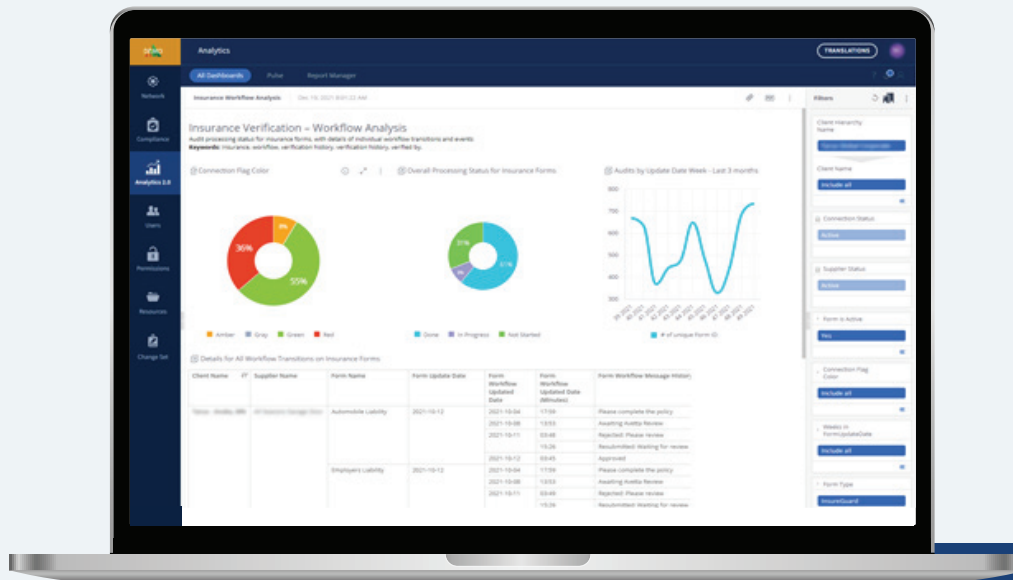 Analytics
TRANSLATIONS
All Dashboards
Pulse
Report Manager
Network
Compliance
Analytics 2.0
Users
Permissions
Resources
Change Set
Insurance Workflow Analysis
Filters
Insurance Verification – Workflow Analysis
Audit processing status for insurance forms, with details of individual workflow transitions and events
Keywords: insurance, workflow, verification history, verification history, verified by.
Connection Flag Color
36%
9%
55%
Amber Gray Green Red
Overall Processing Status for Insurance Forms
31%
61%
Done In Progress Not Started
Audits by Update Date Week - Last 3 months
800
700
600
500
400
300
# of unique Form ID
Client Hierarchy
Name
Client Name
Include all
Connection Status
Active
Supplier Status
Active
Form is Active
Yes
Connection Flag
Color
Include all
Weeks in
FormUpdateDate
Include all
Form Type
InsureGuard
Details for All Workflow Transitions on Insurance Forms
Client Name Supplier Name Form Name Form Update Date Form Workflow Updated Date Form Workflow Updated Date (Minutes) Form Workflow Message History
Automobile Liability 2021-10-12 2021-10-04 17:59 Please complete the policy
2021-10-08 13:53 Awaiting Avetta Review
2021-10-11 03:48 Rejected: Please review
15:26 Resubmitted: Waiting for review
2021-10-12 03:45 Approved
Employers Liability 2021-10-12 2021-10-04 17:59 Please complete the policy
2021-10-08 13:53 Awaiting Avetta Review
2021-10-11 03:49 Rejected: Please review
15:26 Resubmitted: Waiting for review